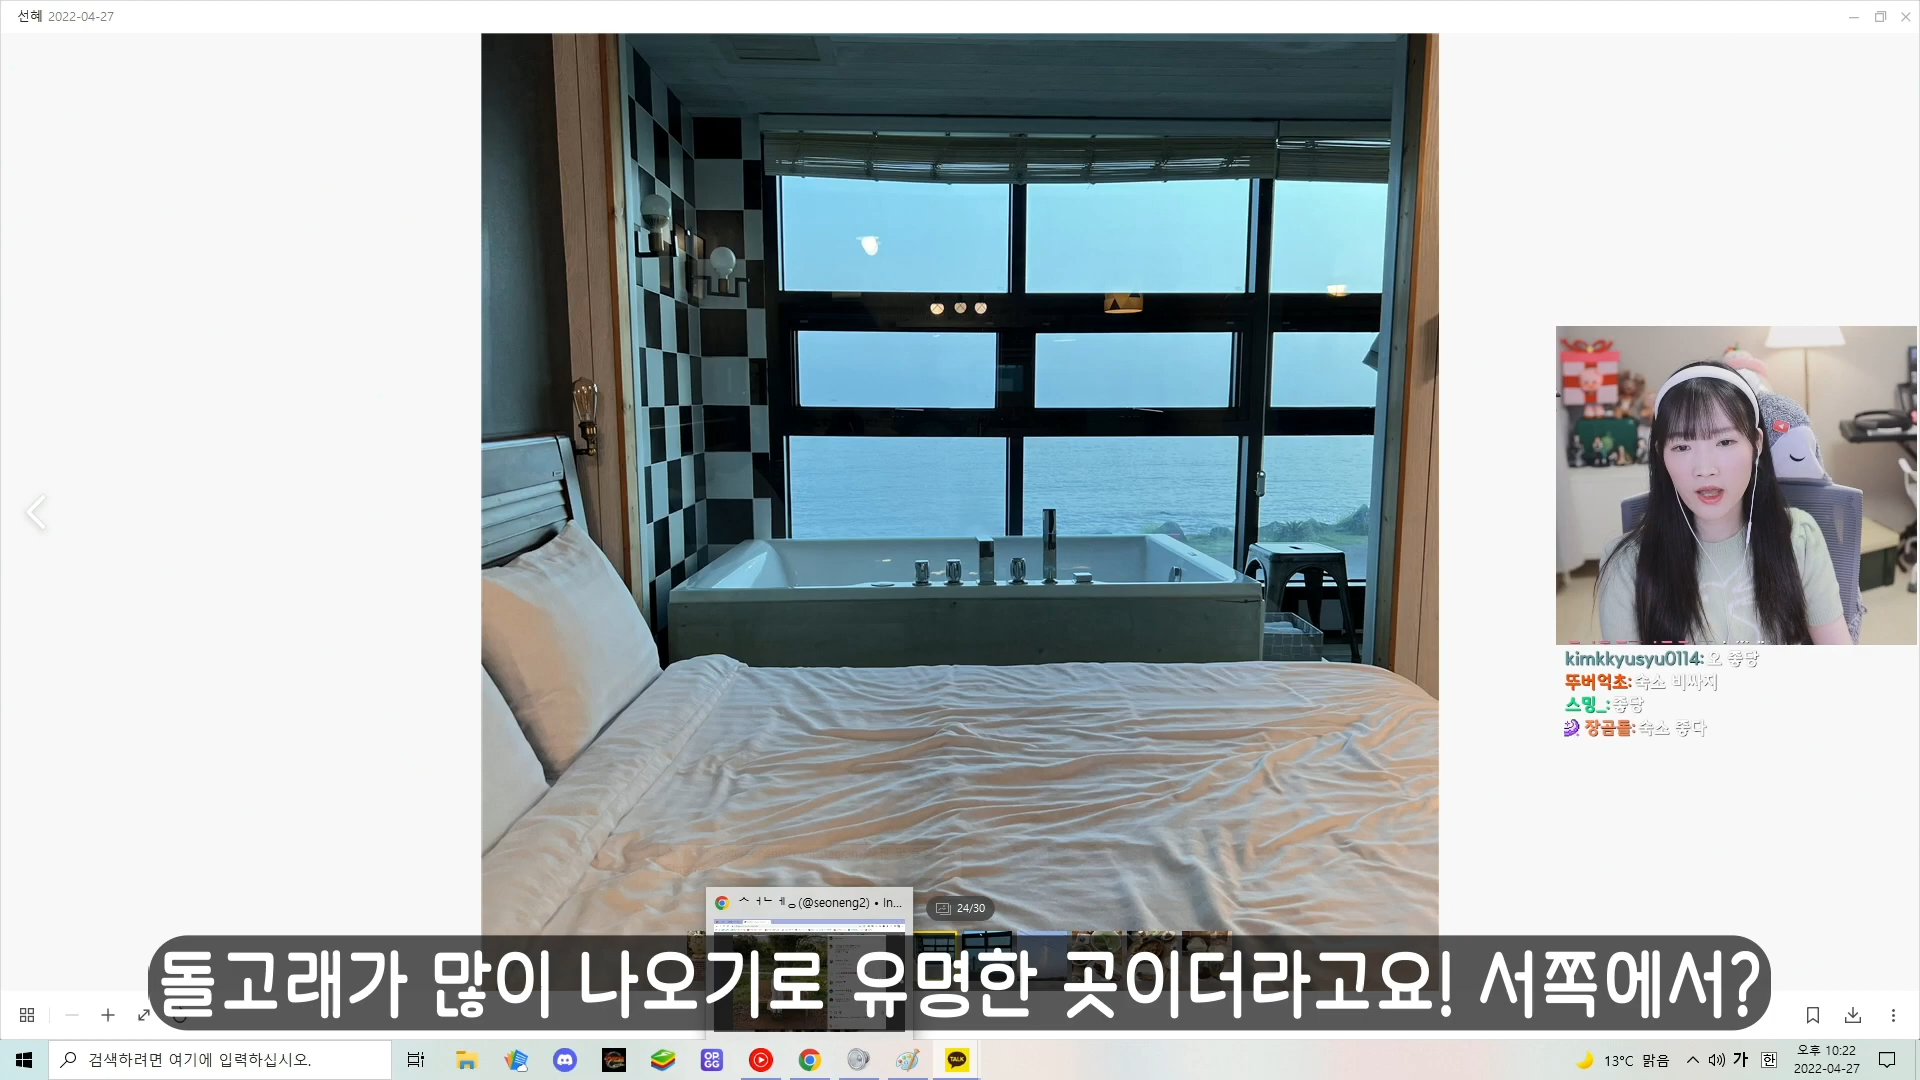 선혜 2022-04-27
kimkkyusyu0114: 오 좋당
뚜버억초: 숙소 비싸지
스밍_: 좋당
장곰돌: 숙소 좋다
(@seoneng2) • In...
24/30
돌고래가 많이 나오기로 유명한 곳이더라고요! 서쪽에서?
검색하려면 여기에 입력하십시오.
OP.GG
TALK
13°C 맑음
가
한
오후 10:22
2022-04-27